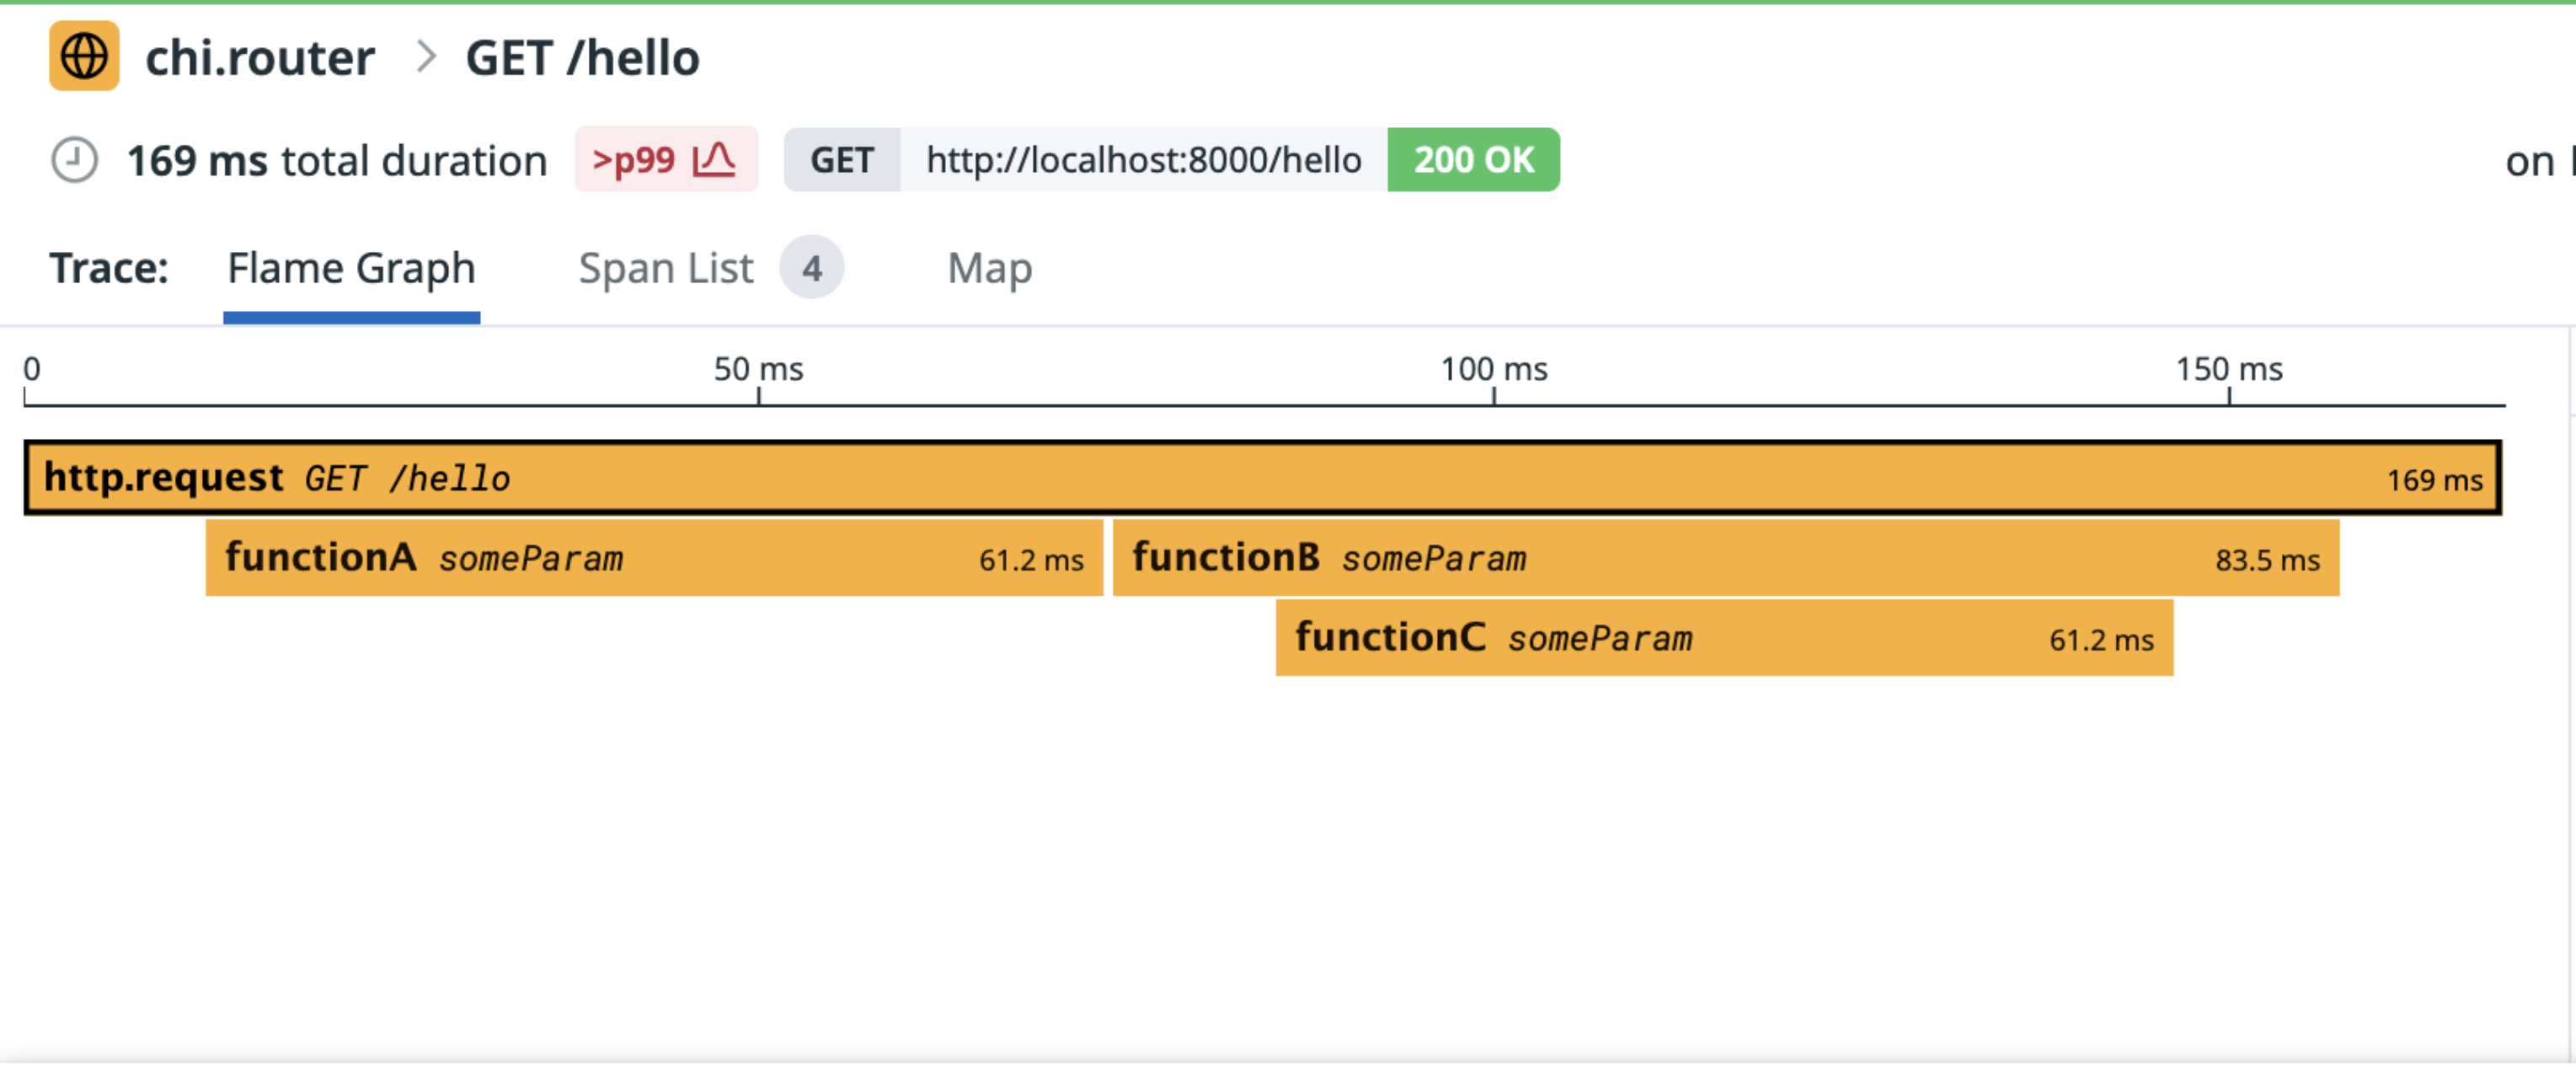 chi.router > GET /hello
169 ms total duration >p99 GET http://localhost:8000/hello 200 OK on
Trace: Flame Graph Span List 4 Map
0 50 ms 100 ms 150 ms
http.request GET /hello 169 ms
functionA someParam 61.2 ms functionB someParam 83.5 ms
functionC someParam 61.2 ms